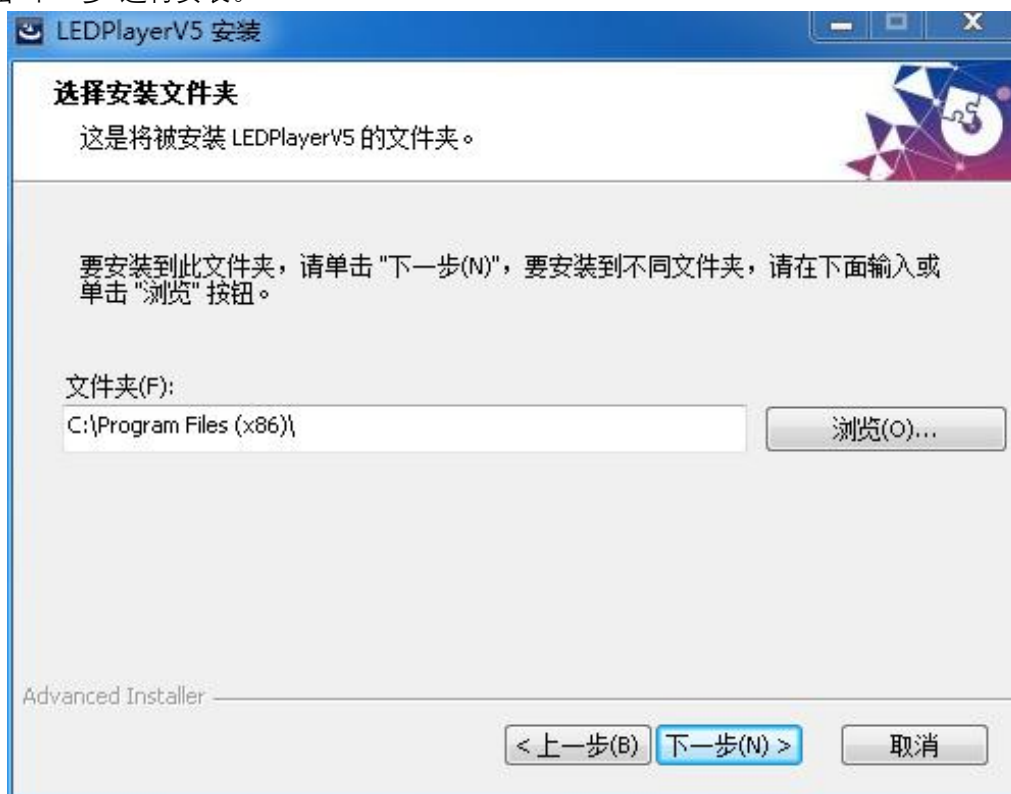 LEDPlayerV5 安装
选择安装文件夹
这是将被安装 LEDPlayerV5 的文件夹。
要安装到此文件夹，请单击 "下一步(N)"，要安装到不同文件夹，请在下面输入或
单击 "浏览" 按钮。
文件夹(F):
C:\Program Files (x86)\
浏览(O)...
Advanced Installer
< 上一步(B)
下一步(N) >
取消